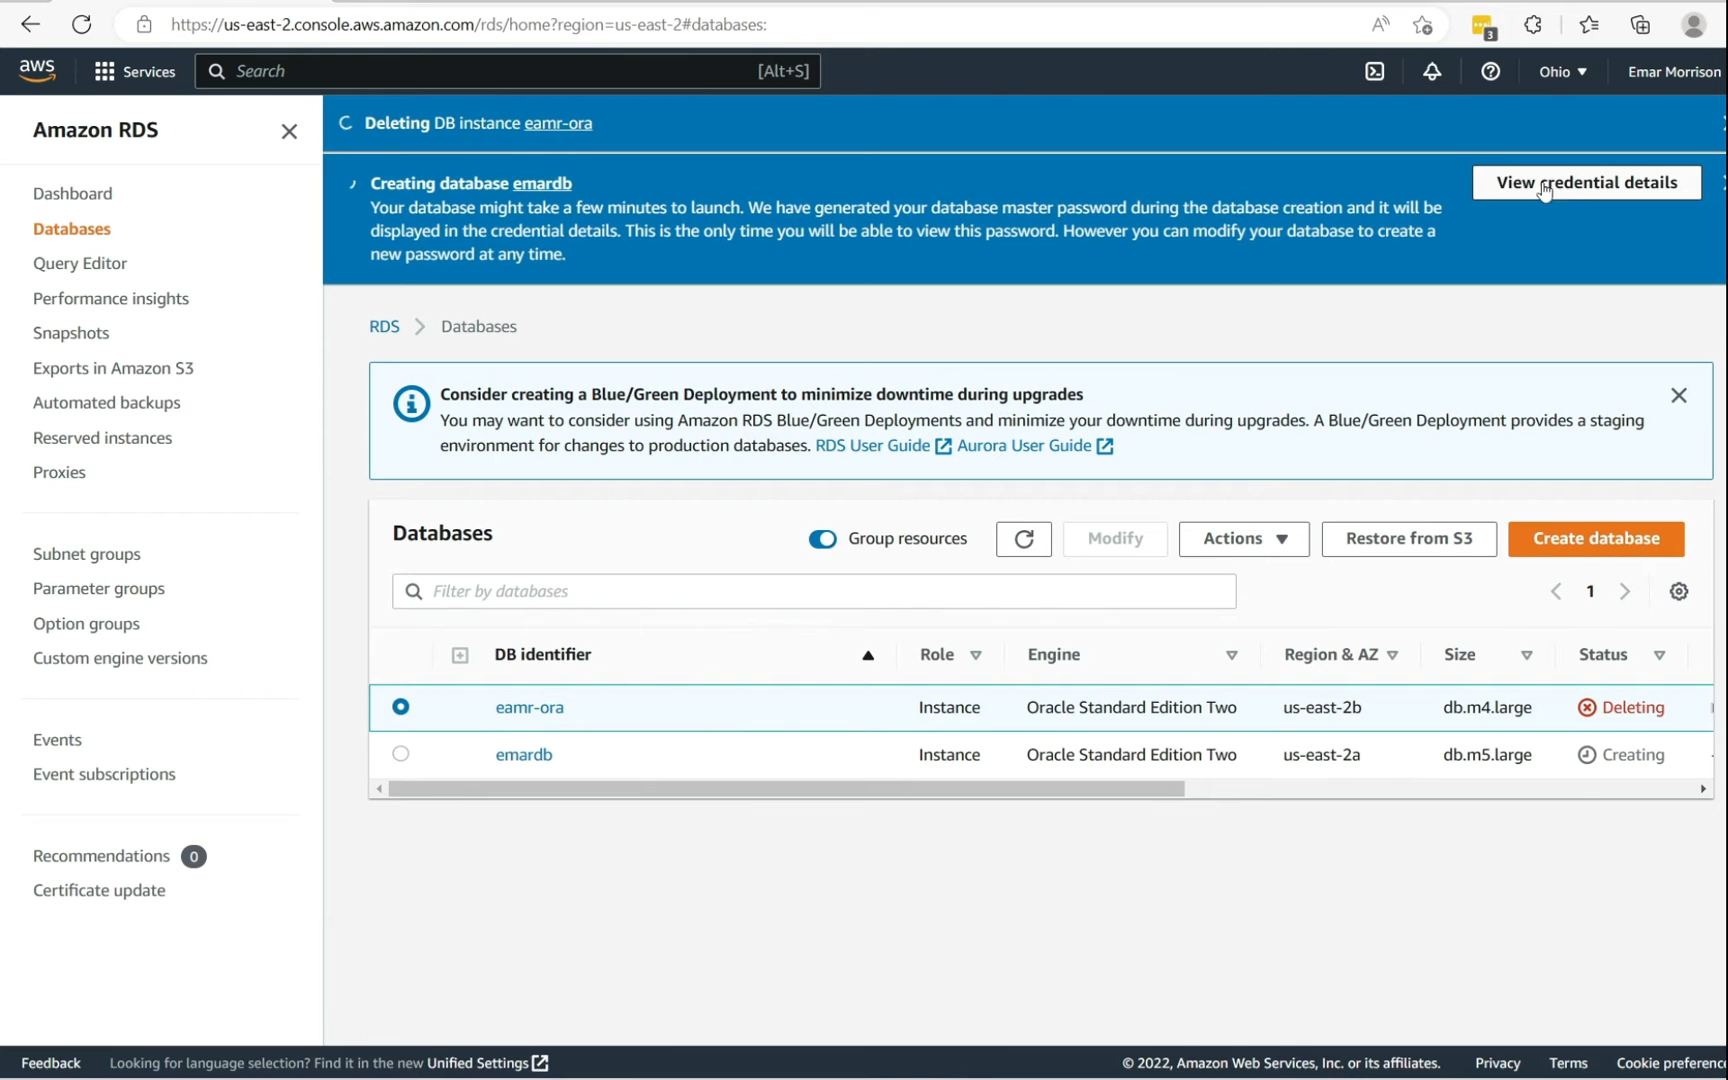 https://us-east-2.console.aws.amazon.com/rds/home?region=us-east-2#databases:
3
aws
Services
Search
[Alt+S]
Ohio
Emar Morrison
Amazon RDS
Deleting DB instance eamr-ora
Creating database emardb
View credential details
Your database might take a few minutes to launch. We have generated your database master password during the database creation and it will be
displayed in the credential details. This is the only time you will be able to view this password. However you can modify your database to create a
new password at any time.
Dashboard
Databases
Query Editor
Performance insights
Snapshots
Exports in Amazon S3
Automated backups
Reserved instances
Proxies
Subnet groups
Parameter groups
Option groups
Custom engine versions
Events
Event subscriptions
Recommendations 0
Certificate update
RDS > Databases
Consider creating a Blue/Green Deployment to minimize downtime during upgrades
You may want to consider using Amazon RDS Blue/Green Deployments and minimize your downtime during upgrades. A Blue/Green Deployment provides a staging
environment for changes to production databases. RDS User Guide Aurora User Guide
Databases
Group resources
Modify
Actions
Restore from S3
Create database
Filter by databases
1
DB identifier Role Engine Region & AZ Size Status
eamr-ora Instance Oracle Standard Edition Two us-east-2b db.m4.large Deleting
emardb Instance Oracle Standard Edition Two us-east-2a db.m5.large Creating
Feedback
Looking for language selection? Find it in the new Unified Settings
© 2022, Amazon Web Services, Inc. or its affiliates.
Privacy
Terms
Cookie preferenc